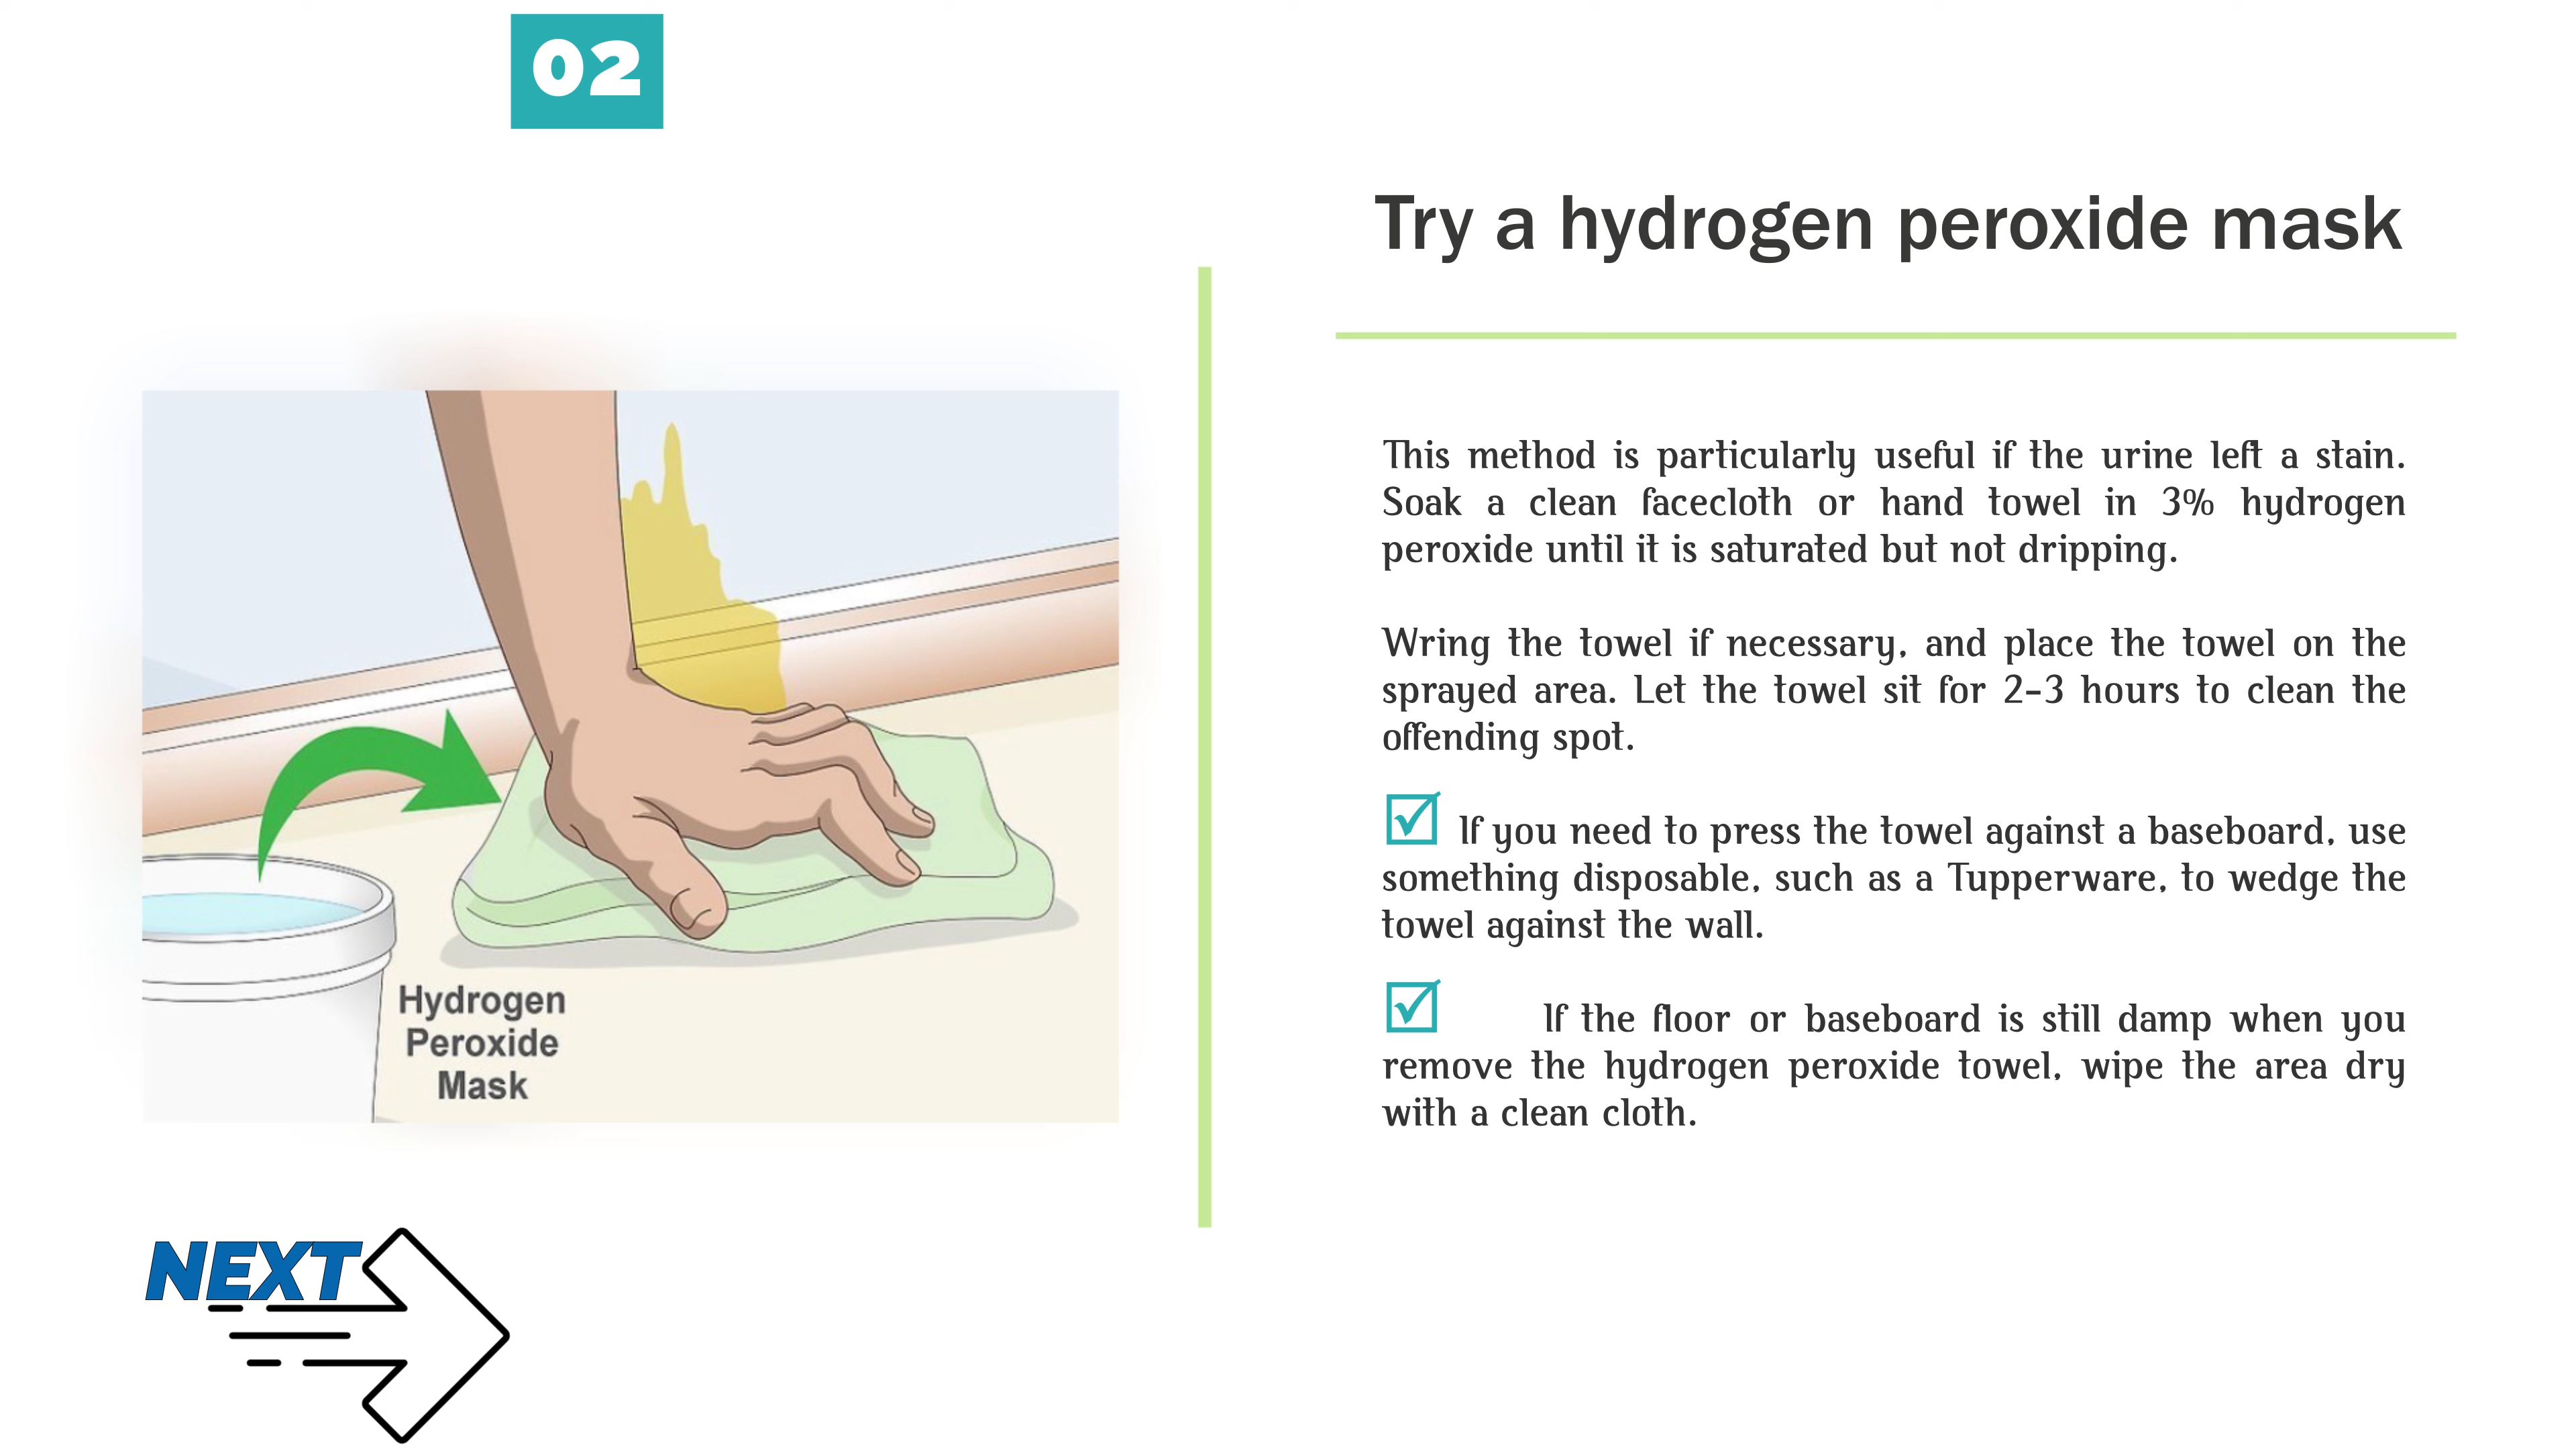 02
Try a hydrogen peroxide mask
This method is particularly useful if the urine left a stain.
Soak a clean facecloth or hand towel in 3% hydrogen
peroxide until it is saturated but not dripping.
Wring the towel if necessary, and place the towel on the
sprayed area. Let the towel sit for 2-3 hours to clean the
offending spot.
If you need to press the towel against a baseboard, use
something disposable, such as a Tupperware, to wedge the
towel against the wall.
If the floor or baseboard is still damp when you
remove the hydrogen peroxide towel, wipe the area dry
with a clean cloth.
Hydrogen
Peroxide
Mask
NEXT